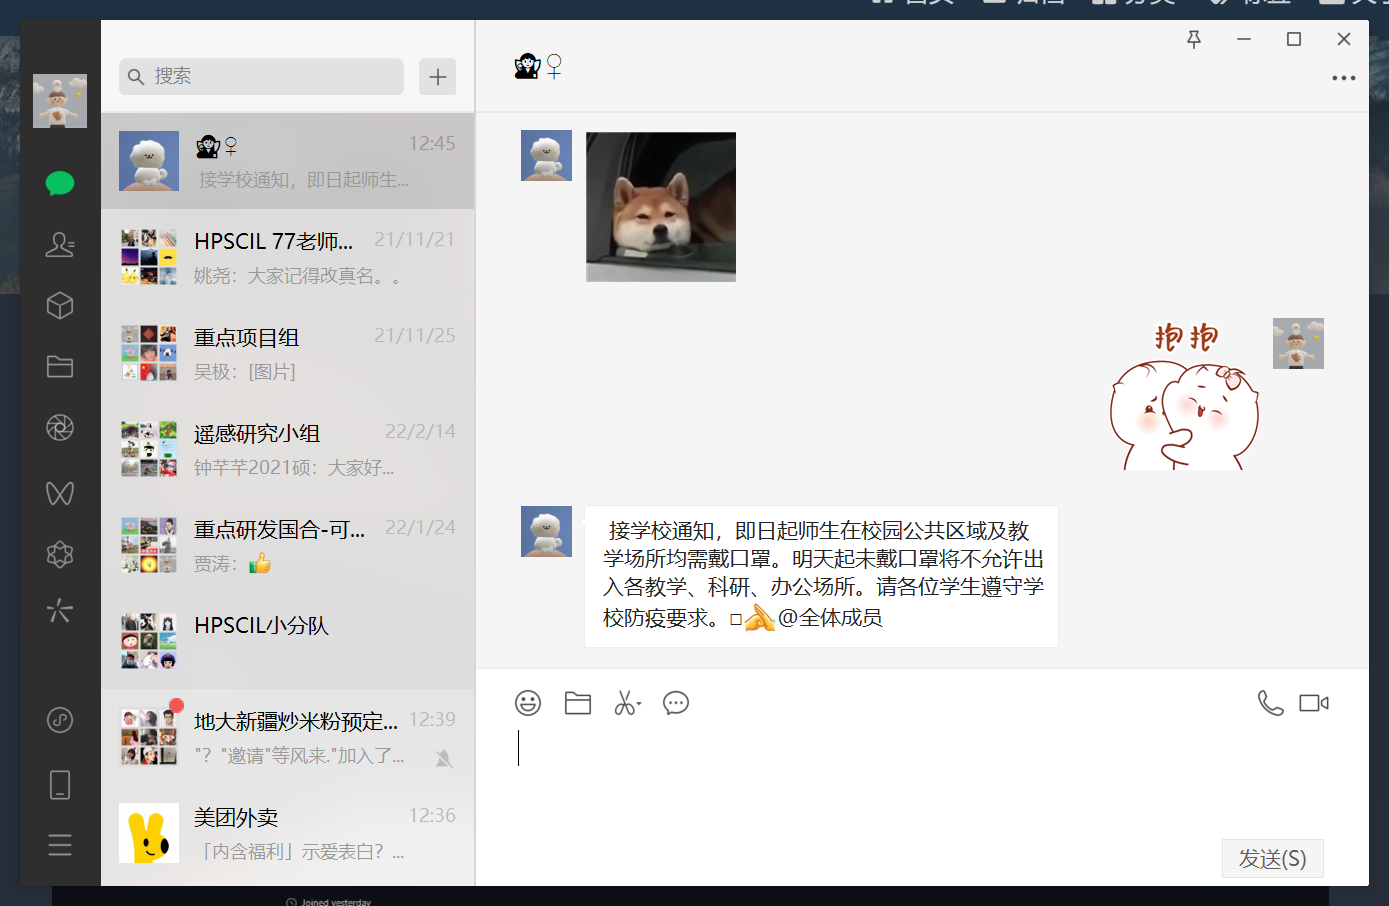 首页
归档
分类
标签
搜索
♀
12:45
接学校通知，即日起师生...
HPSCIL 77老师...
21/11/21
姚尧：大家记得改真名。。
重点项目组
21/11/25
吴极：[图片]
遥感研究小组
22/2/14
钟芊芊2021硕：大家好...
重点研发国合-可...
22/1/24
贾涛：👍
HPSCIL小分队
地大新疆炒米粉预定...
12:39
"？"邀请"等风来."加入了...
美团外卖
12:36
「内含福利」示爱表白？...
♀
抱抱
接学校通知，即日起师生在校园公共区域及教
学场所均需戴口罩。明天起未戴口罩将不允许出
入各教学、科研、办公场所。请各位学生遵守学
校防疫要求。□🙏@全体成员
发送(S)
Joined yesterday